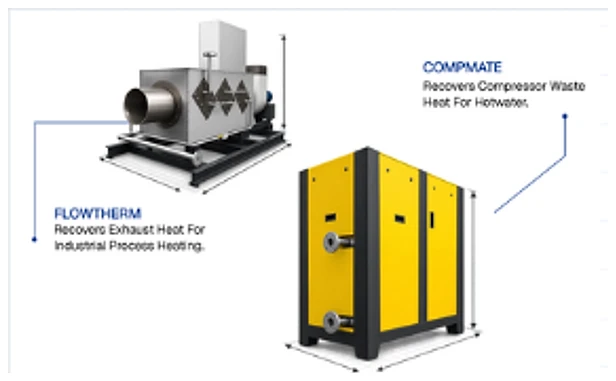 COMPMATE
Recovers Compressor Waste
Heat For Hotwater.
FLOWTHERM
Recovers Exhaust Heat For
Industrial Process Heating.